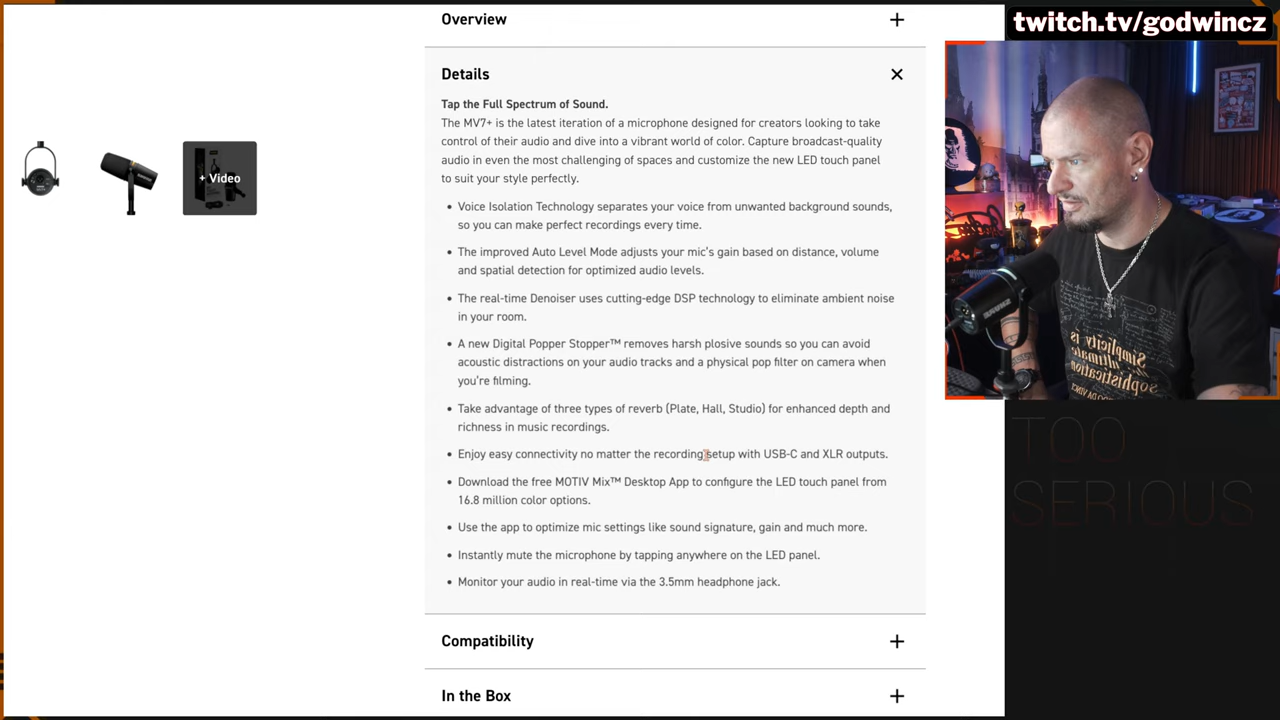 twitch.tv/godwincz
Overview
Details
Tap the Full Spectrum of Sound.
The MV7+ is the latest iteration of a microphone designed for creators looking to take
control of their audio and dive into a vibrant world of color. Capture broadcast-quality
audio in even the most challenging of spaces and customize the new LED touch panel
to suit your style perfectly.
+ Video
• Voice Isolation Technology separates your voice from unwanted background sounds,
so you can make perfect recordings every time.
• The improved Auto Level Mode adjusts your mic's gain based on distance, volume
and spatial detection for optimized audio levels.
• The real-time Denoiser uses cutting-edge DSP technology to eliminate ambient noise
in your room.
• A new Digital Popper Stopper™ removes harsh plosive sounds so you can avoid
acoustic distractions on your audio tracks and a physical pop filter on camera when
you're filming.
• Take advantage of three types of reverb (Plate, Hall, Studio) for enhanced depth and
richness in music recordings.
• Enjoy easy connectivity no matter the recording setup with USB-C and XLR outputs.
• Download the free MOTIV Mix™ Desktop App to configure the LED touch panel from
16.8 million color options.
• Use the app to optimize mic settings like sound signature, gain and much more.
• Instantly mute the microphone by tapping anywhere on the LED panel.
• Monitor your audio in real-time via the 3.5mm headphone jack.
Compatibility
In the Box
SHURE
Simplicity is
the ultimate
sophistication
TOO
SERIOUS